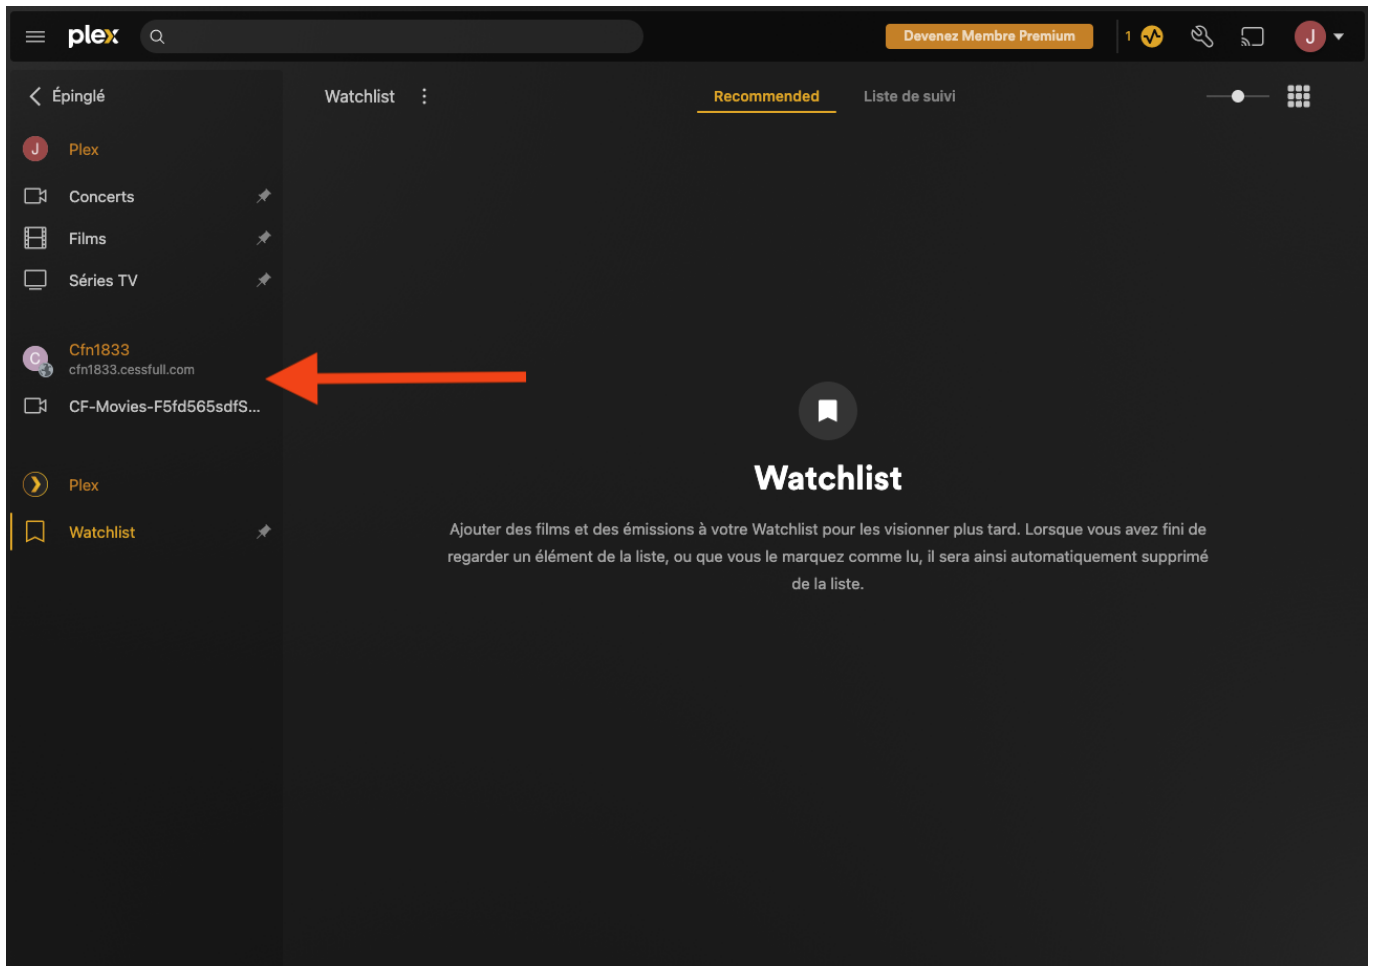 plex
Devenez Membre Premium
1
J
Épinglé
Watchlist
Recommended
Liste de suivi
J
Plex
Concerts
Films
Séries TV
C
Cfn1833
cfn1833.cessfull.com
CF-Movies-F5fd565sdfS...
Plex
Watchlist
Watchlist
Ajouter des films et des émissions à votre Watchlist pour les visionner plus tard. Lorsque vous avez fini de
regarder un élément de la liste, ou que vous le marquez comme lu, il sera ainsi automatiquement supprimé
de la liste.